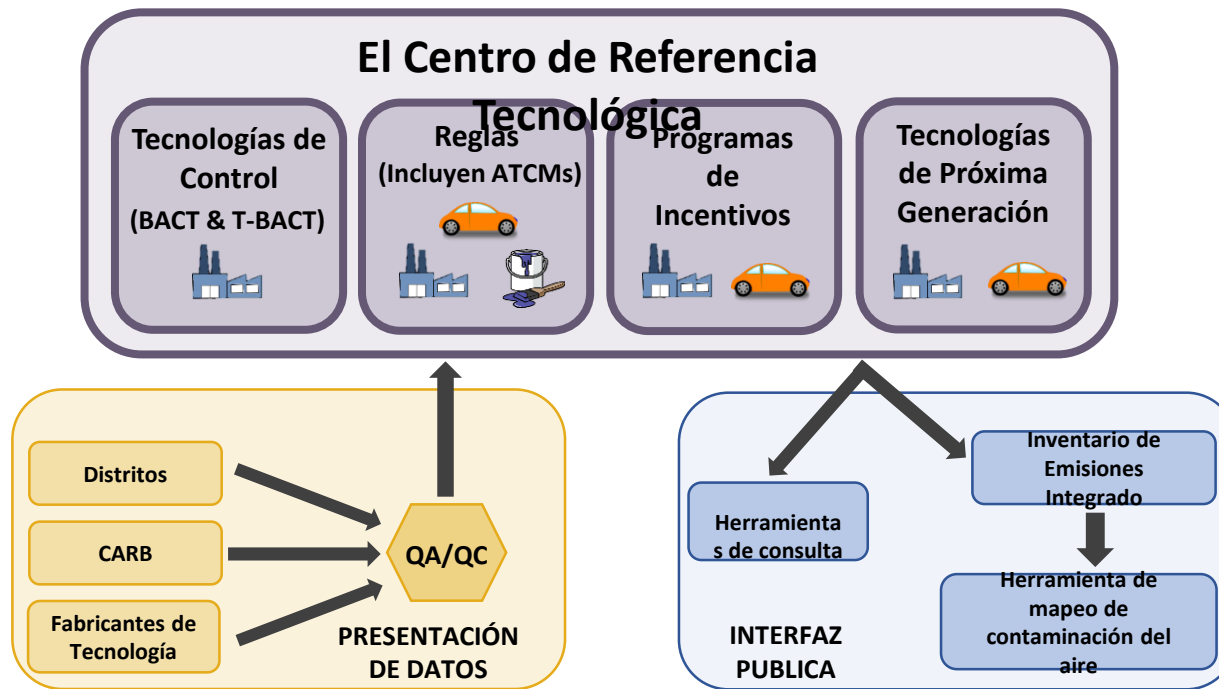 El Centro de Referencia
Tecnológica
Tecnologías de
Control
(BACT & T-BACT)
Reglas
(Incluyen ATCMs)
Programas
de
Incentivos
Tecnologías
de Próxima
Generación
Distritos
CARB
Fabricantes de
Tecnología
QA/QC
PRESENTACIÓN
DE DATOS
Herramienta
s de consulta
INTERFAZ
PUBLICA
Inventario de
Emisiones
Integrado
Herramienta de
mapeo de
contaminación del
aire